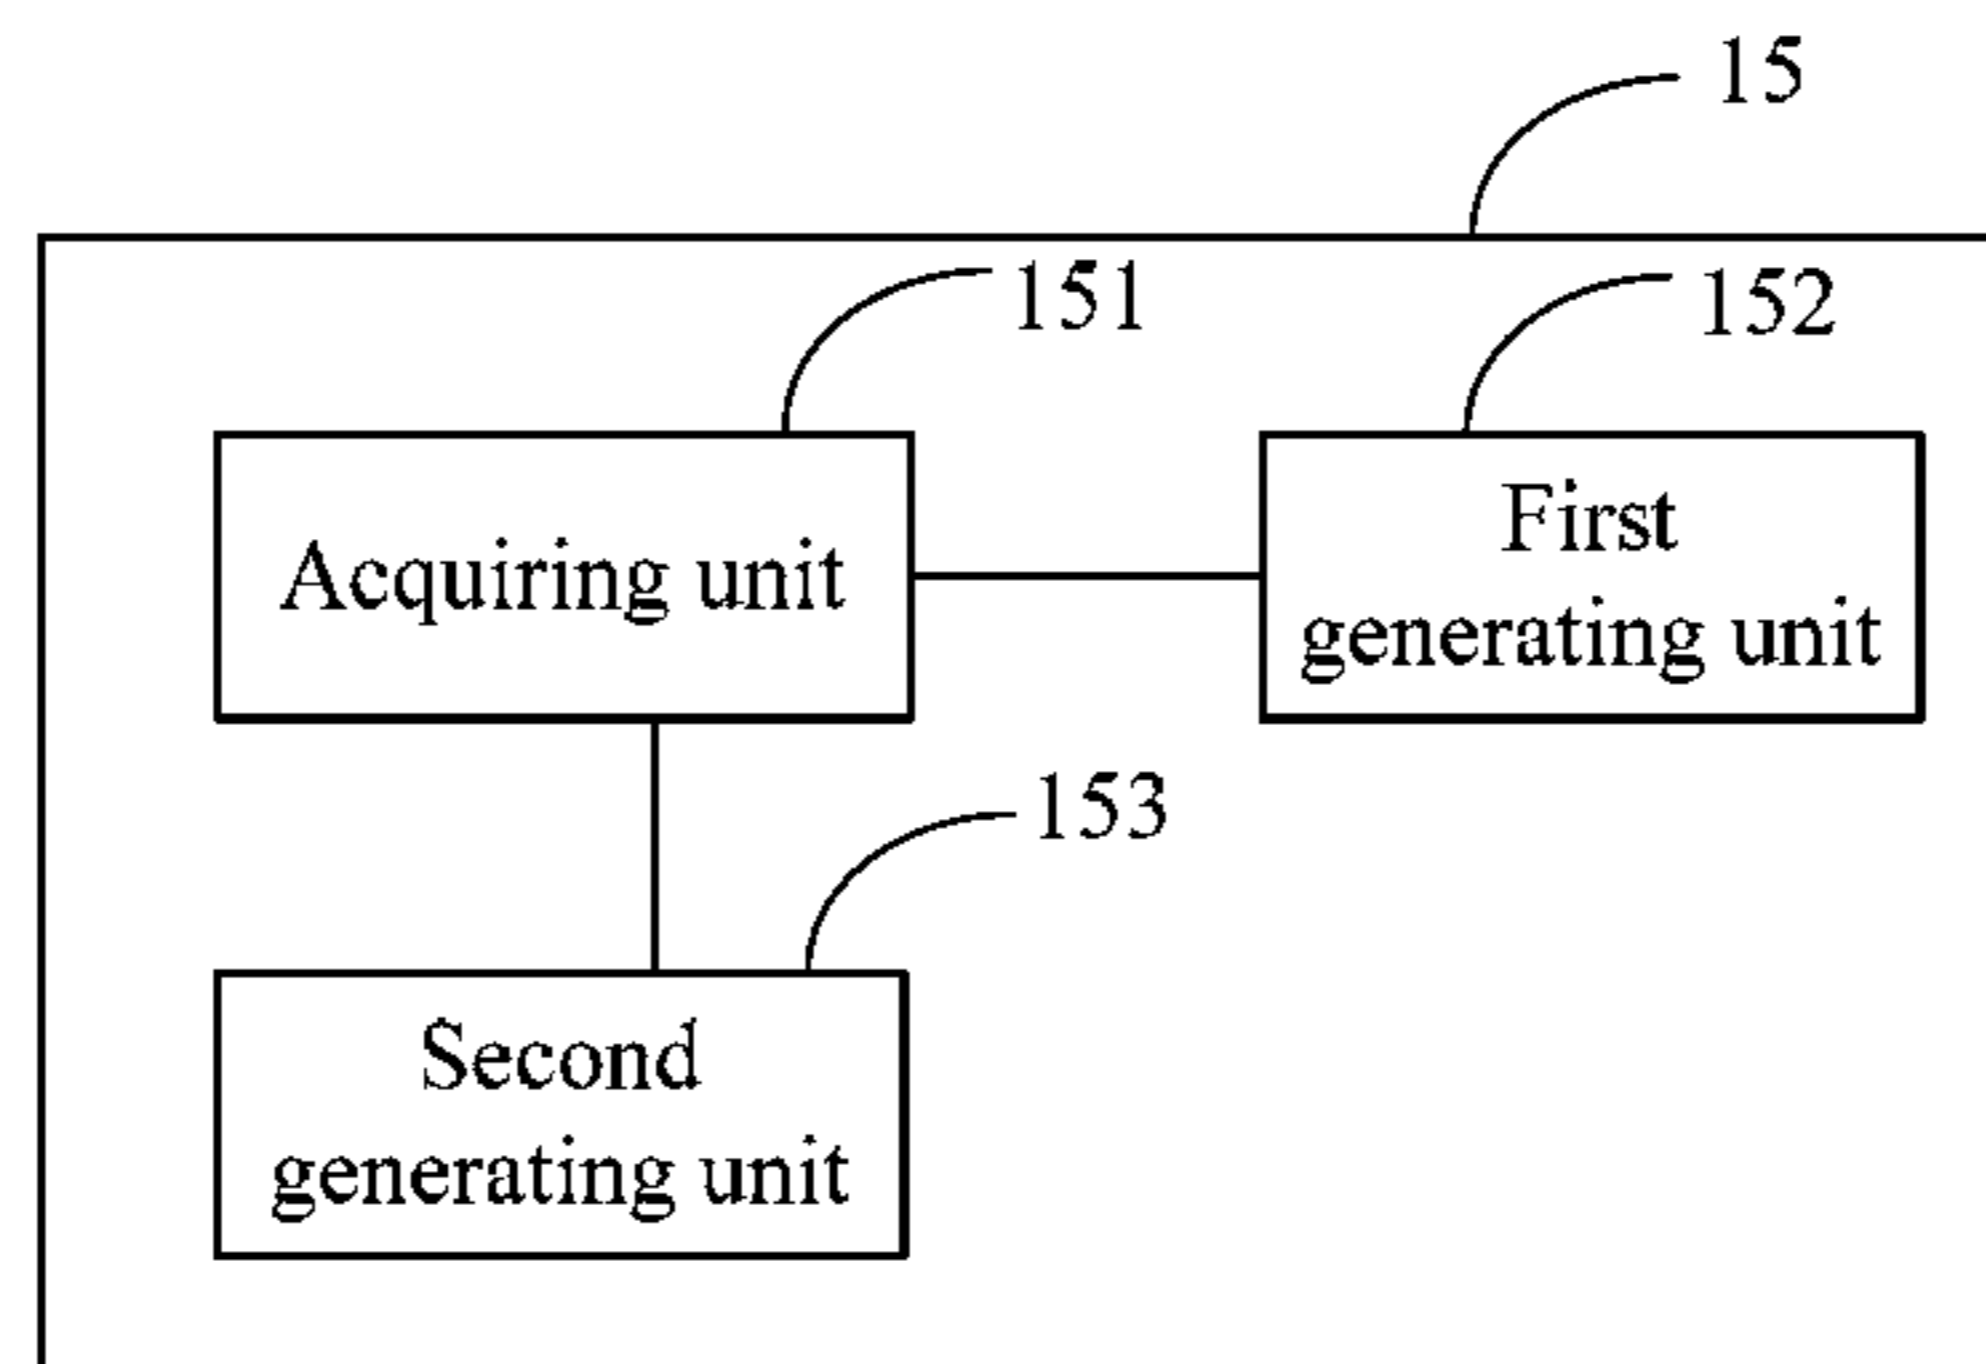 15
151
152
Acquiring unit
First
generating unit
153
Second
generating unit